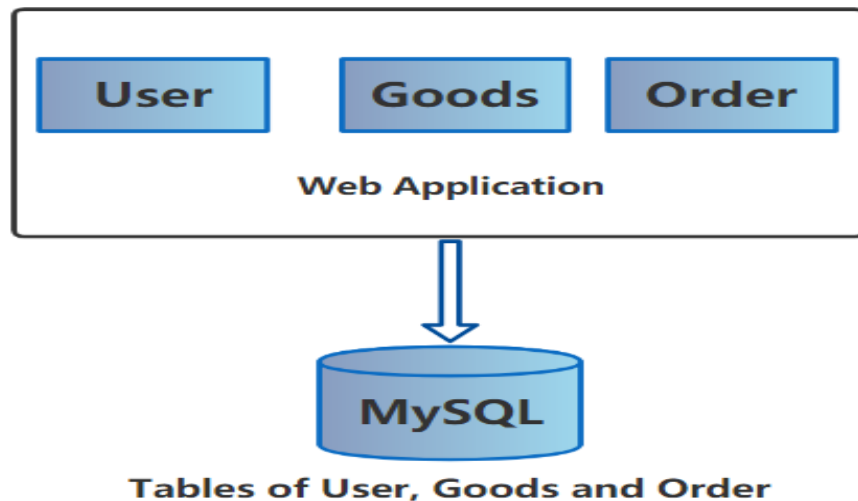 User Goods Order
Web Application
MySQL
Tables of User, Goods and Order